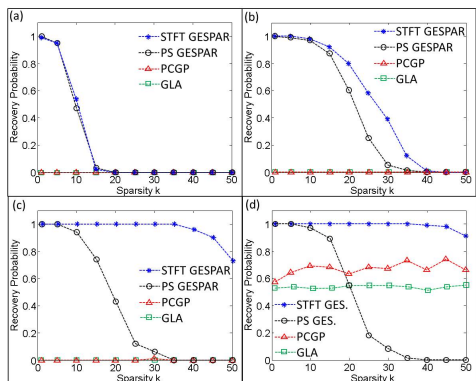 (a)
STFT GESPAR
PS GESPAR
PCGP
GLA
Recovery Probability
1
0.8
0.6
0.4
0.2
0
1 10 20 30 40 50
Sparsity k
(b)
STFT GESPAR
PS GESPAR
PCGP
GLA
Recovery Probability
1
0.8
0.6
0.4
0.2
0
1 10 20 30 40 50
Sparsity k
(c)
STFT GESPAR
PS GESPAR
PCGP
GLA
Recovery Probability
1
0.8
0.6
0.4
0.2
0
1 10 20 30 40 50
Sparsity k
(d)
STFT GES.
PS GES.
PCGP
GLA
Recovery Probability
1
0.8
0.6
0.4
0.2
0
1 10 20 30 40 50
Sparsity k